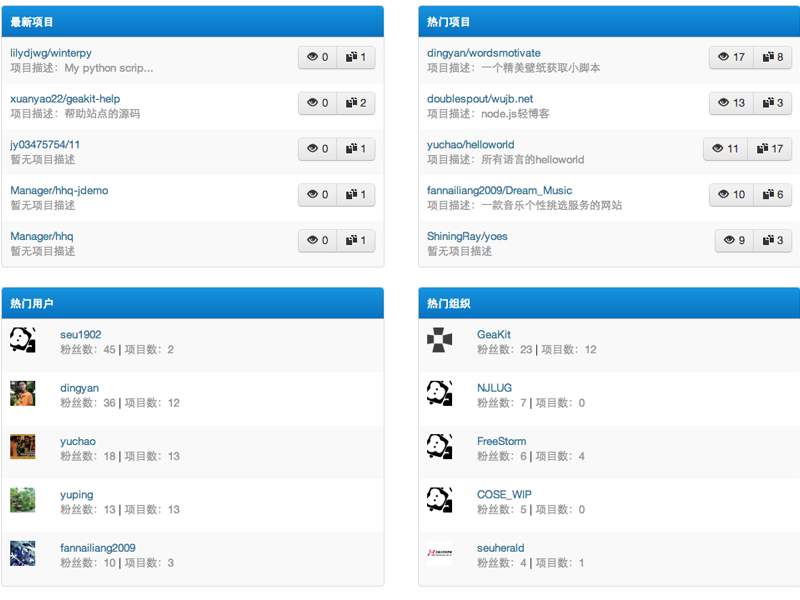 最新项目
lilydjwg/winterpy
项目描述：My python scrip...
0 1
xuanyao22/geakit-help
项目描述：帮助站点的源码
0 2
jy03475754/11
暂无项目描述
0 1
Manager/hhq-jdemo
暂无项目描述
0 1
Manager/hhq
暂无项目描述
0 1
热门项目
dingyan/wordsmotivate
项目描述：一个精美壁纸获取小脚本
17 8
doublespout/wujb.net
项目描述：node.js轻博客
13 3
yuchao/helloworld
项目描述：所有语言的helloworld
11 17
fannailiang2009/Dream_Music
项目描述：一款音乐个性挑选服务的网站
10 6
ShiningRay/yoes
暂无项目描述
9 3
热门用户
seu1902
粉丝数：45 | 项目数：2
dingyan
粉丝数：36 | 项目数：12
yuchao
粉丝数：18 | 项目数：13
yuping
粉丝数：13 | 项目数：13
fannailiang2009
粉丝数：10 | 项目数：3
热门组织
GeaKit
粉丝数：23 | 项目数：12
NJLUG
粉丝数：7 | 项目数：0
FreeStorm
粉丝数：6 | 项目数：4
COSE_WIP
粉丝数：5 | 项目数：0
seuherald
粉丝数：4 | 项目数：1